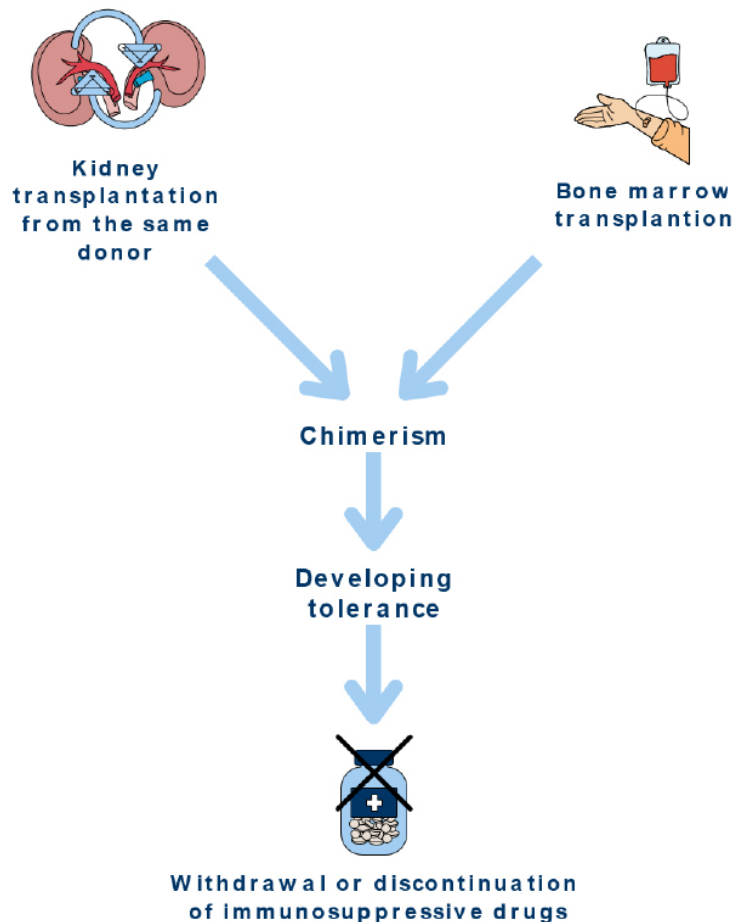 Kidney
transplantation
from the same
donor
Bone marrow
transplantion
Chimerism
Developing
tolerance
Withdrawal or discontinuation
of immunosuppressive drugs